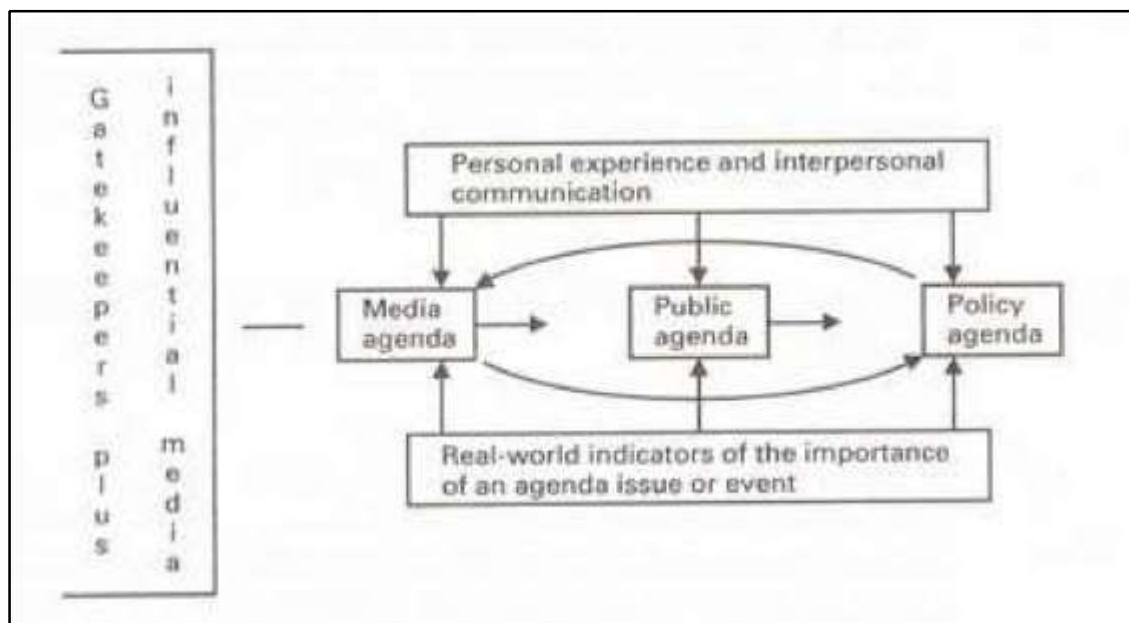 Gatekeepers plus
influential media
Personal experience and interpersonal
communication
Media
agenda
Public
agenda
Policy
agenda
Real-world indicators of the importance
of an agenda issue or event